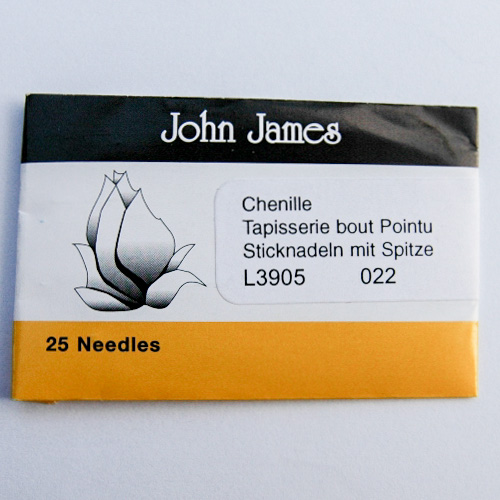 John James
Chenille
Tapisserie bout Pointu
Sticknadeln mit Spitze
L3905 022
25 Needles